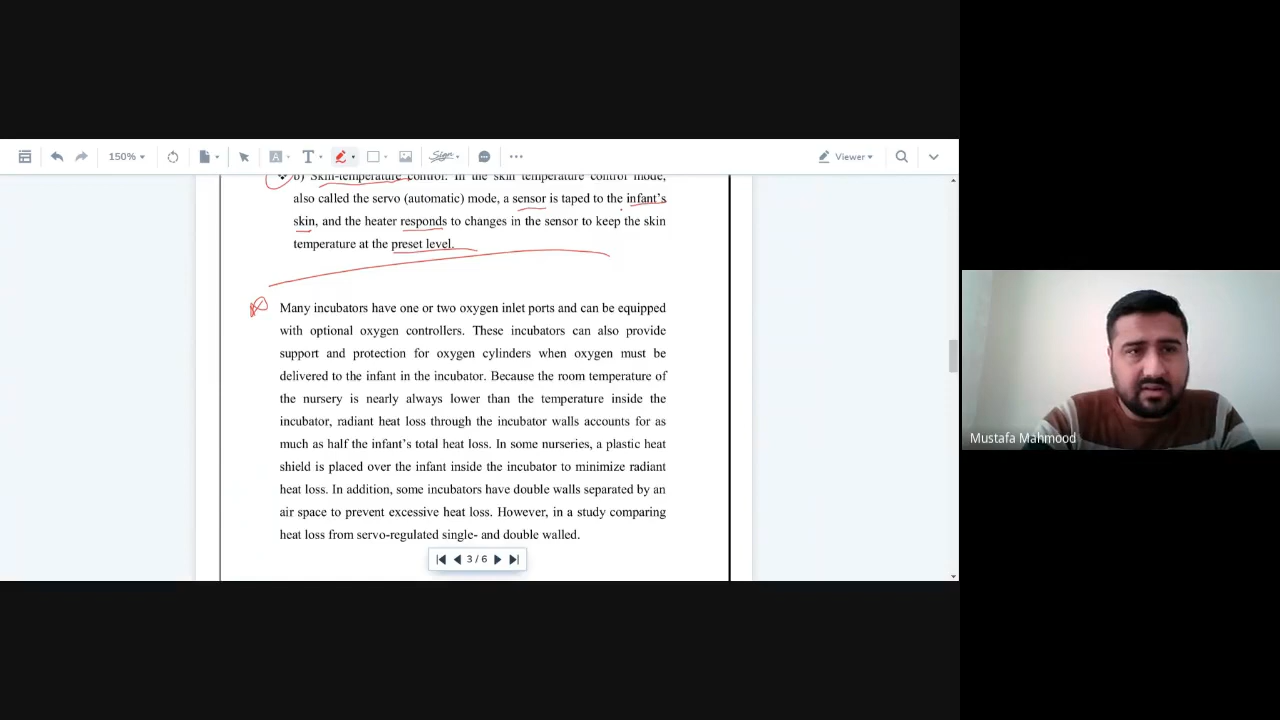 150%
T
A
Sign
Viewer
b) Skin-temperature control: In the skin temperature control mode,
also called the servo (automatic) mode, a sensor is taped to the infant's
skin, and the heater responds to changes in the sensor to keep the skin
temperature at the preset level.
Many incubators have one or two oxygen inlet ports and can be equipped
with optional oxygen controllers. These incubators can also provide
support and protection for oxygen cylinders when oxygen must be
delivered to the infant in the incubator. Because the room temperature of
the nursery is nearly always lower than the temperature inside the
incubator, radiant heat loss through the incubator walls accounts for as
much as half the infant's total heat loss. In some nurseries, a plastic heat
shield is placed over the infant inside the incubator to minimize radiant
heat loss. In addition, some incubators have double walls separated by an
air space to prevent excessive heat loss. However, in a study comparing
heat loss from servo-regulated single- and double walled.
3 / 6
Mustafa Mahmood